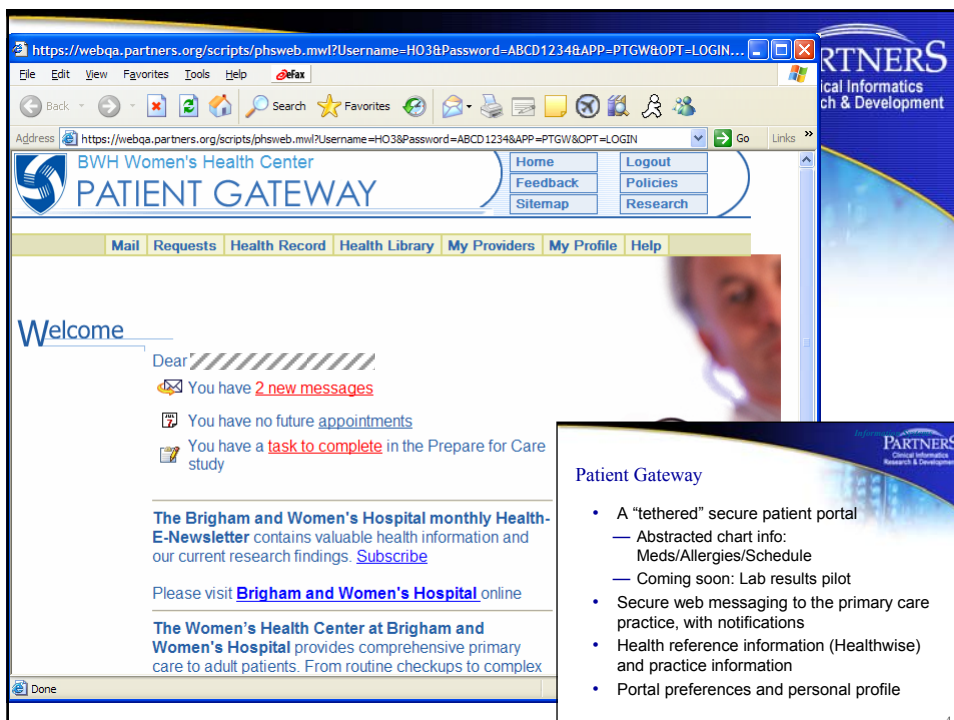 https://webqa.partners.org/scripts/phsweb.mwl?Username=HO3&Password=ABCD1234&APP=PTGW&OPT=LOGIN...
File Edit View Favorites Tools Help eFax
Back Search Favorites
Address https://webqa.partners.org/scripts/phsweb.mwl?Username=HO3&Password=ABCD1234&APP=PTGW&OPT=LOGIN Go Links »
RTNERS
ical Informatics
ch & Development
BWH Women's Health Center
PATIENT GATEWAY
Home Logout
Feedback Policies
Sitemap Research
Mail Requests Health Record Health Library My Providers My Profile Help
Welcome
Dear
You have 2 new messages
You have no future appointments
You have a task to complete in the Prepare for Care
study
The Brigham and Women's Hospital monthly Health-
E-Newsletter contains valuable health information and
our current research findings. Subscribe
Please visit Brigham and Women's Hospital online
The Women's Health Center at Brigham and
Women's Hospital provides comprehensive primary
care to adult patients. From routine checkups to complex
Done
PARTNERS
Clinical Informatics
Research & Development
Patient Gateway
• A “tethered” secure patient portal
— Abstracted chart info:
Meds/Allergies/Schedule
— Coming soon: Lab results pilot
• Secure web messaging to the primary care
practice, with notifications
• Health reference information (Healthwise)
and practice information
• Portal preferences and personal profile